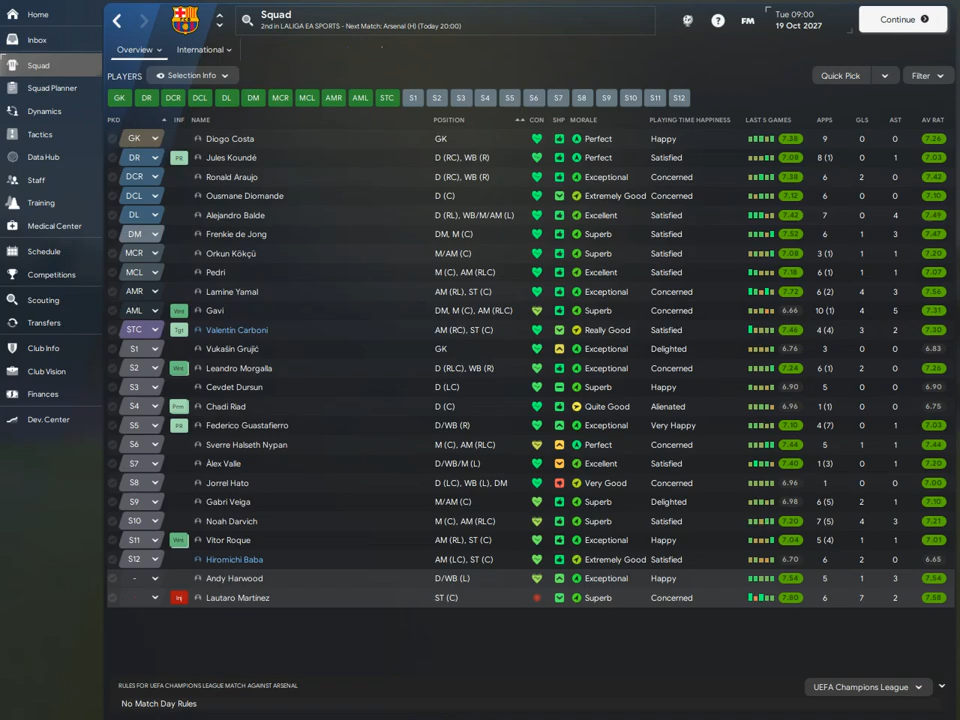 Home
Inbox
Squad
Squad Planner
Dynamics
Tactics
Data Hub
Staff
Training
Medical Center
Schedule
Competitions
Scouting
Transfers
Club Info
Club Vision
Finances
Dev. Center
Squad
2nd in LALIGA EA SPORTS - Next Match: Arsenal (H) (Today 20:00)
? FM Tue 09:00
19 Oct 2027
Continue
Overview International
PLAYERS Selection Info Quick Pick Filter
GK DR DCR DCL DL DM MCR MCL AMR AML STC S1 S2 S3 S4 S5 S6 S7 S8 S9 S10 S11 S12
PKD INF NAME POSITION CON SHP MORALE PLAYING TIME HAPPINESS LAST 5 GAMES APPS GLS AST AV RAT
GK Diogo Costa GK Perfect Happy 7.38 9 0 0 7.26
DR PR Jules Koundé D (RC), WB (R) Perfect Satisfied 7.08 8 (1) 0 1 7.03
DCR Ronald Araujo D (RC), WB (R) Exceptional Concerned 7.38 6 2 0 7.42
DCL Ousmane Diomande D (C) Extremely Good Concerned 7.12 6 0 0 7.10
DL Alejandro Balde D (RL), WB/M/AM (L) Excellent Satisfied 7.42 7 0 4 7.49
DM Frenkie de Jong DM, M (C) Superb Satisfied 7.52 6 1 3 7.47
MCR Orkun Kökçü M/AM (C) Superb Satisfied 7.08 3 (1) 1 1 7.20
MCL Pedri M (C), AM (RLC) Excellent Satisfied 7.18 6 (1) 1 1 7.07
AMR Lamine Yamal AM (RL), ST (C) Exceptional Concerned 7.72 6 (2) 4 3 7.56
AML Wnt Gavi DM, M (C), AM (RLC) Exceptional Concerned 6.66 10 (1) 4 5 7.31
STC Tgt Valentín Carboni AM (RC), ST (C) Really Good Satisfied 7.46 4 (4) 3 2 7.30
S1 Vukašin Grujić GK Exceptional Delighted 6.76 3 0 0 6.83
S2 Wnt Leandro Morgalla D (RLC), WB (R) Exceptional Concerned 7.24 6 (1) 2 0 7.26
S3 Cevdet Dursun D (LC) Superb Happy 6.90 5 0 0 6.90
S4 Prm Chadi Riad D (C) Quite Good Alienated 6.96 1 (1) 0 0 6.75
S5 PR Federico Guastafierro D/WB (R) Exceptional Very Happy 7.10 4 (7) 0 0 7.03
S6 Sverre Halseth Nypan M (C), AM (RLC) Perfect Concerned 7.44 5 1 1 7.44
S7 Àlex Valle D/WB/M (L) Excellent Satisfied 7.40 1 (3) 0 1 7.20
S8 Jorrel Hato D (LC), WB (L), DM Very Good Concerned 6.96 1 0 0 7.00
S9 Gabri Veiga M/AM (C) Superb Delighted 6.98 6 (5) 2 1 7.10
S10 Noah Darvich M (C), AM (RLC) Superb Satisfied 7.20 7 (5) 4 3 7.21
S11 Wnt Vitor Roque AM (RL), ST (C) Exceptional Happy 7.04 5 (4) 1 1 7.01
S12 Hiromichi Baba AM (LC), ST (C) Extremely Good Satisfied 6.70 6 2 0 6.65
- Andy Harwood D/WB (L) Exceptional Happy 7.54 5 1 3 7.54
- Inj Lautaro Martínez ST (C) Superb Concerned 7.80 6 7 2 7.58
RULES FOR UEFA CHAMPIONS LEAGUE MATCH AGAINST ARSENAL
UEFA Champions League
No Match Day Rules